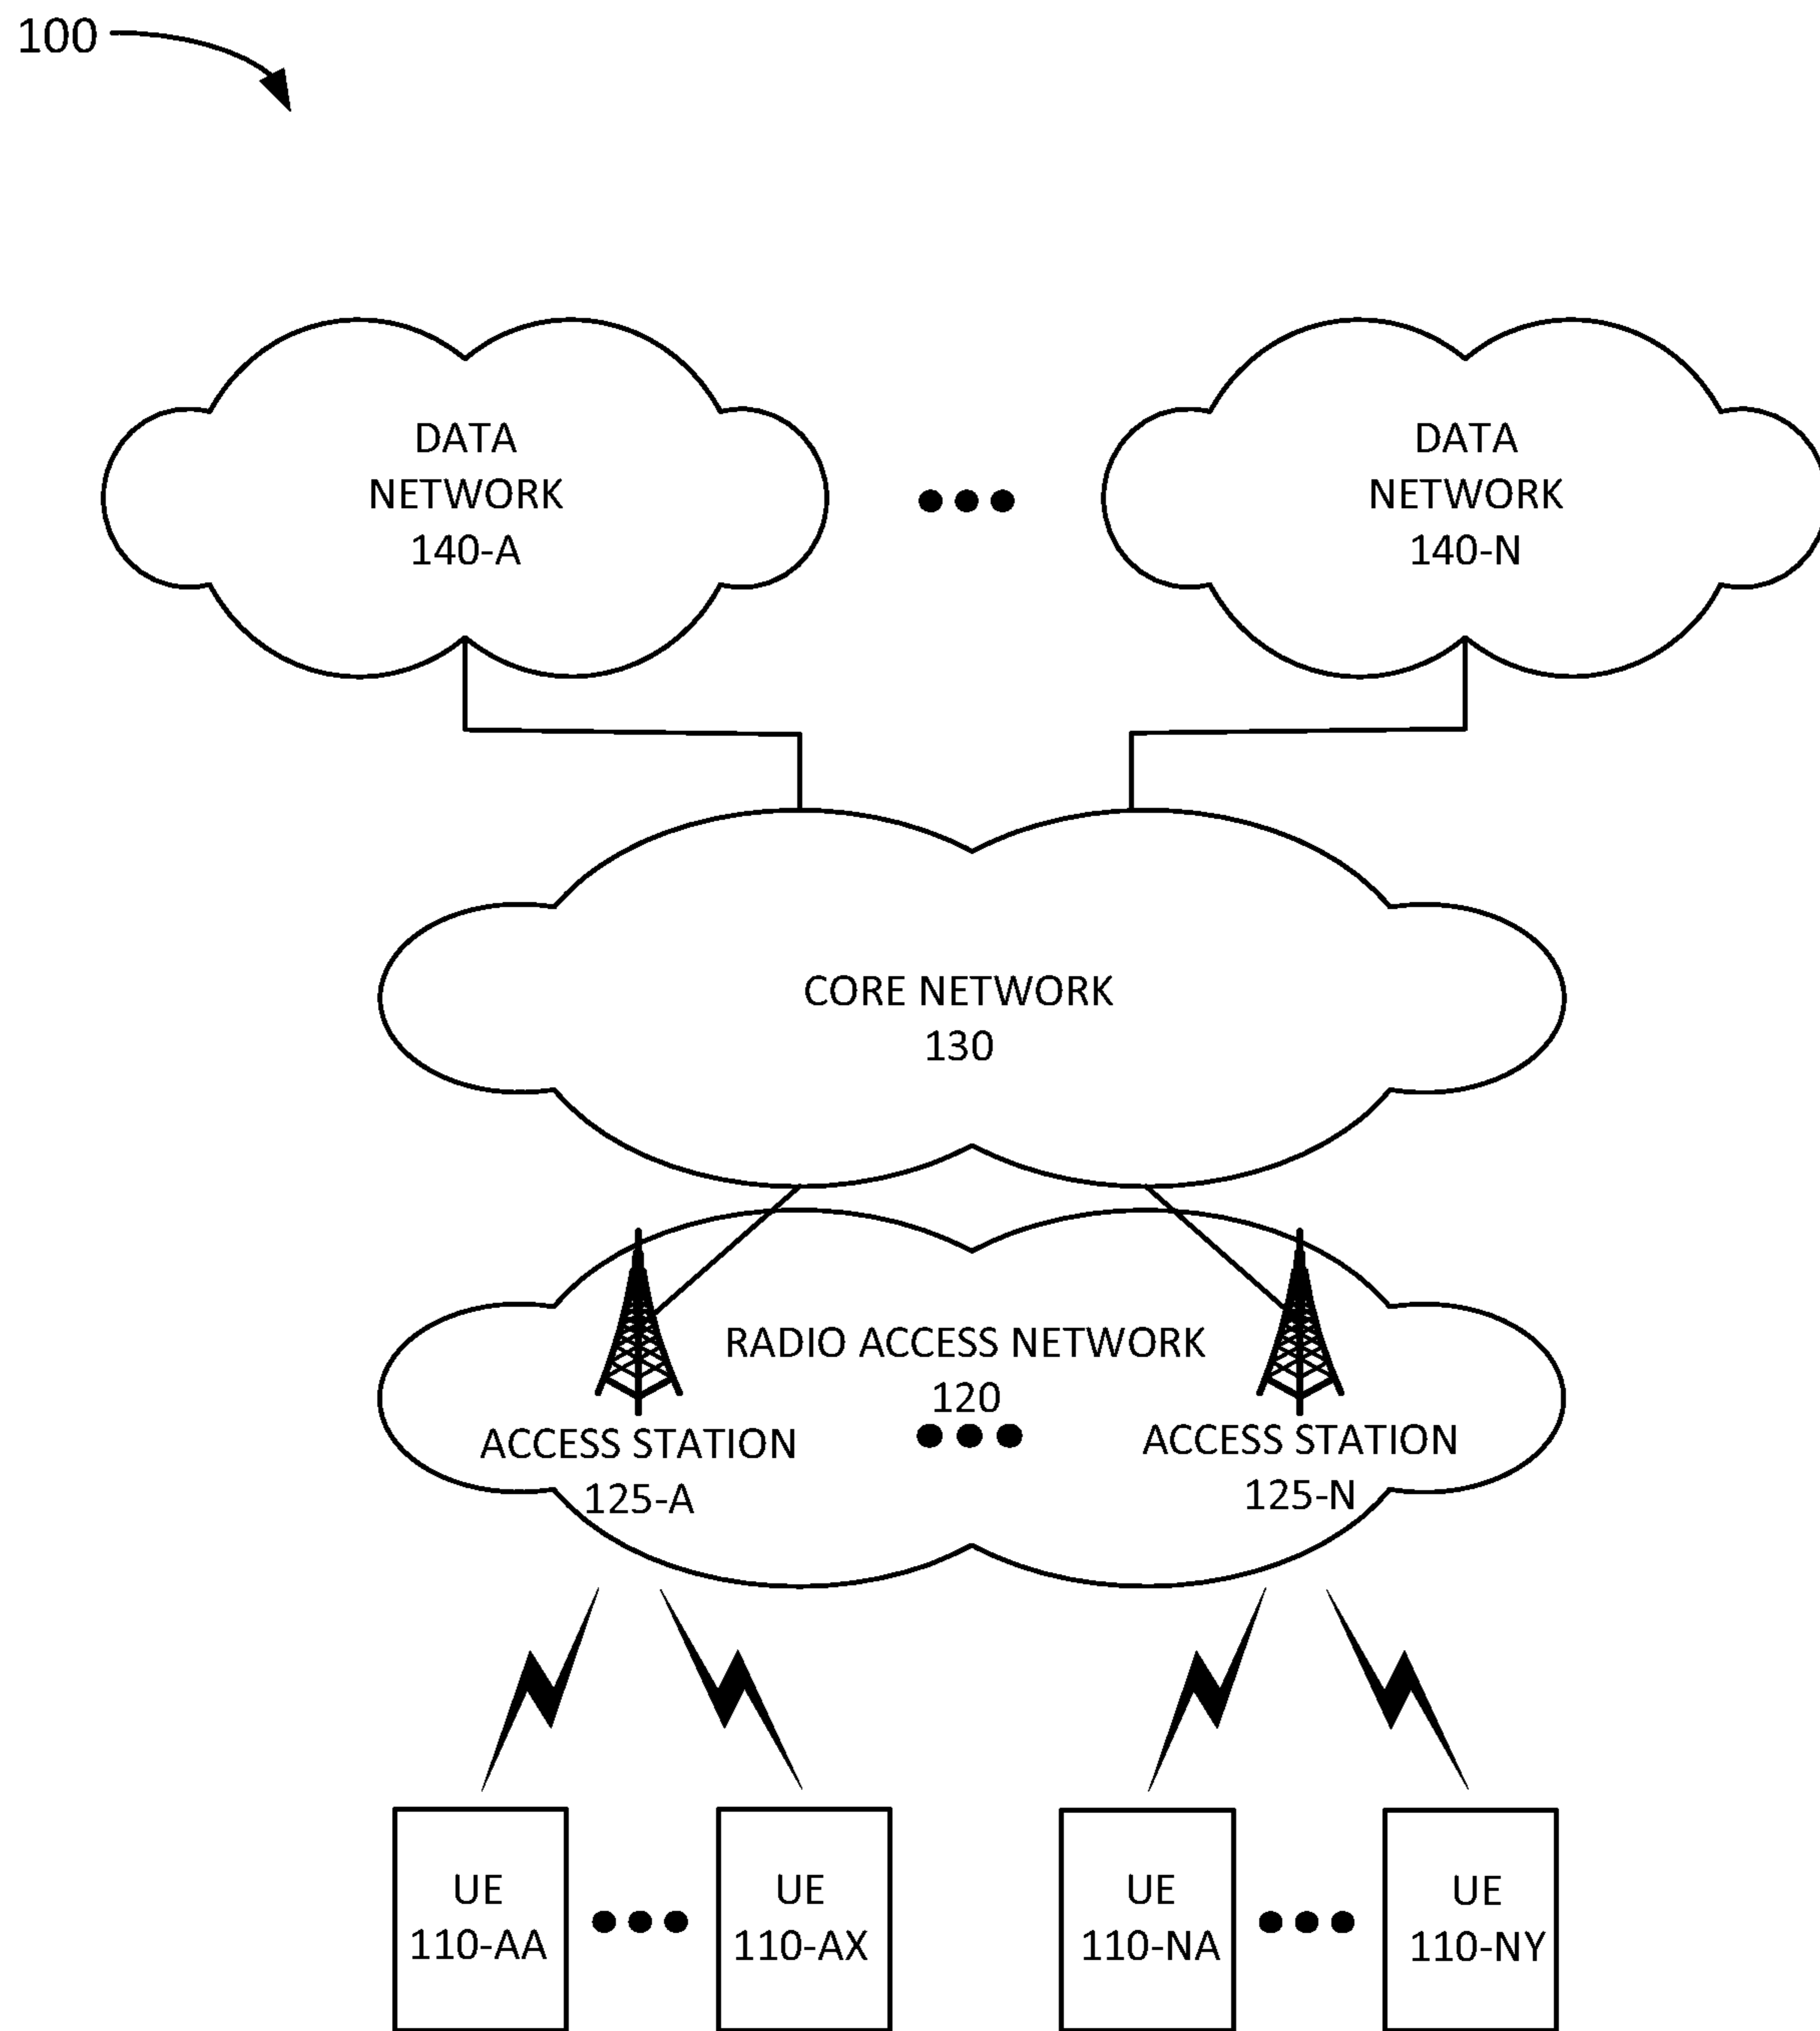 100
DATA
NETWORK
140-A
DATA
NETWORK
140-N
CORE NETWORK
130
RADIO ACCESS NETWORK
120
ACCESS STATION
125-A
ACCESS STATION
125-N
UE
110-AA
UE
110-AX
UE
110-NA
UE
110-NY